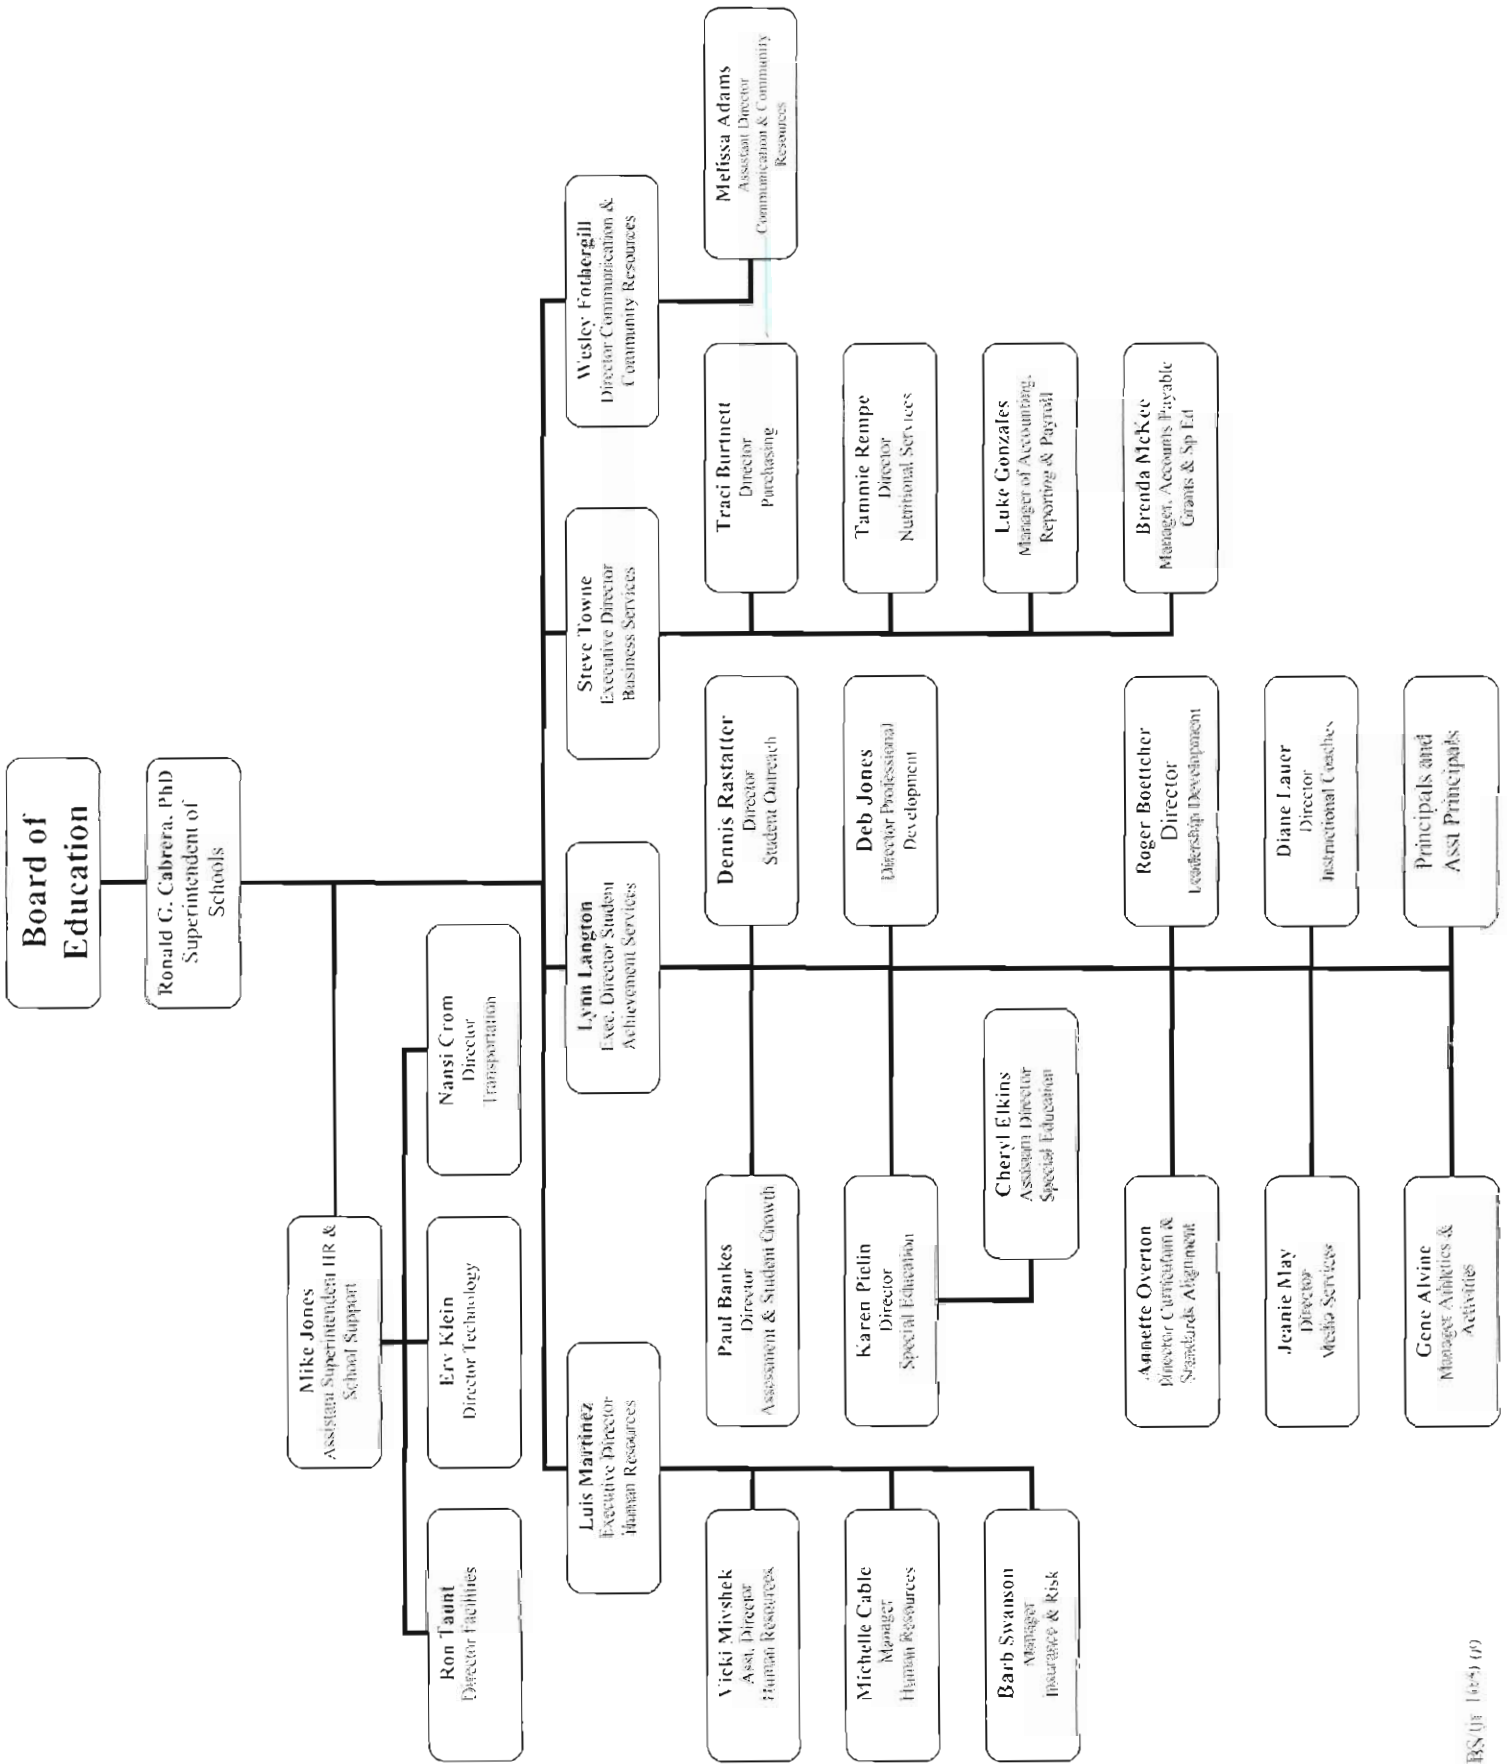 Board of
Education
Ronald G. Cabrera, PhD
Superintendent of
Schools
Mike Jones
Assistant Superintendent HR &
School Support
Ron Taunt
Director Facilities
Erv Klein
Director Technology
Nansi Crom
Director
Transportation
Luis Martinez
Executive Director
Human Resources
Lynn Langton
Exec. Director Student
Achievement Services
Steve Towne
Executive Director
Business Services
Wesley Fothergill
Director Communication &
Community Resources
Vicki Mivshek
Asst. Director
Human Resources
Michelle Cable
Manager
Human Resources
Barb Swanson
Manager
Insurance & Risk
Paul Bankes
Director
Assessment & Student Growth
Dennis Rastatter
Director
Student Outreach
Karen Pielin
Director
Special Education
Deb Jones
Director Professional
Development
Cheryl Elkins
Assistant Director
Special Education
Annette Overton
Director Curriculum &
Standards Alignment
Roger Boettcher
Director
Leadership Development
Jeanie May
Director
Media Services
Diane Lauer
Director
Instructional Coaches
Gene Alvine
Manager Athletics &
Activities
Principals and
Asst Principals
Traci Burtnett
Director
Purchasing
Tammie Rempe
Director
Nutritional Services
Luke Gonzales
Manager of Accounting,
Reporting & Payroll
Brenda McKee
Manager, Accounts Payable
Grants & Sp Ed
Melissa Adams
Assistant Director
Communication & Community
Resources